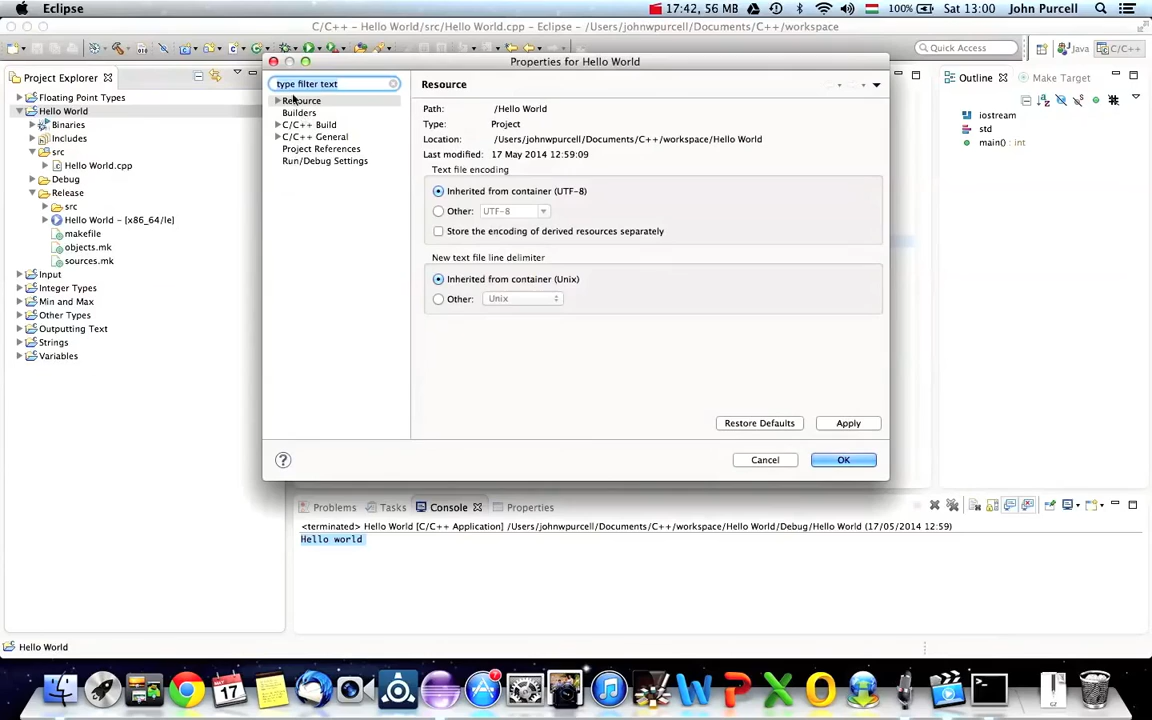 Eclipse 17:42, 56 MB 100% Sat 13:00 John Purcell
C/C++ - Hello World/src/Hello World.cpp - Eclipse - /Users/johnwpurcell/Documents/C++/workspace
Quick Access Java C/C++
Project Explorer
Floating Point Types
Hello World
Binaries
Includes
src
Hello World.cpp
Debug
Release
src
Hello World - [x86_64/le]
makefile
objects.mk
sources.mk
Input
Integer Types
Min and Max
Other Types
Outputting Text
Strings
Variables
Properties for Hello World
type filter text
Resource
Builders
C/C++ Build
C/C++ General
Project References
Run/Debug Settings
Resource
Path: /Hello World
Type: Project
Location: /Users/johnwpurcell/Documents/C++/workspace/Hello World
Last modified: 17 May 2014 12:59:09
Text file encoding
Inherited from container (UTF-8)
Other: UTF-8
Store the encoding of derived resources separately
New text file line delimiter
Inherited from container (Unix)
Other: Unix
Restore Defaults Apply
Cancel OK
Outline Make Target
iostream
std
main() : int
Problems Tasks Console Properties
<terminated> Hello World [C/C++ Application] /Users/johnwpurcell/Documents/C++/workspace/Hello World/Debug/Hello World (17/05/2014 12:59)
Hello world
Hello World